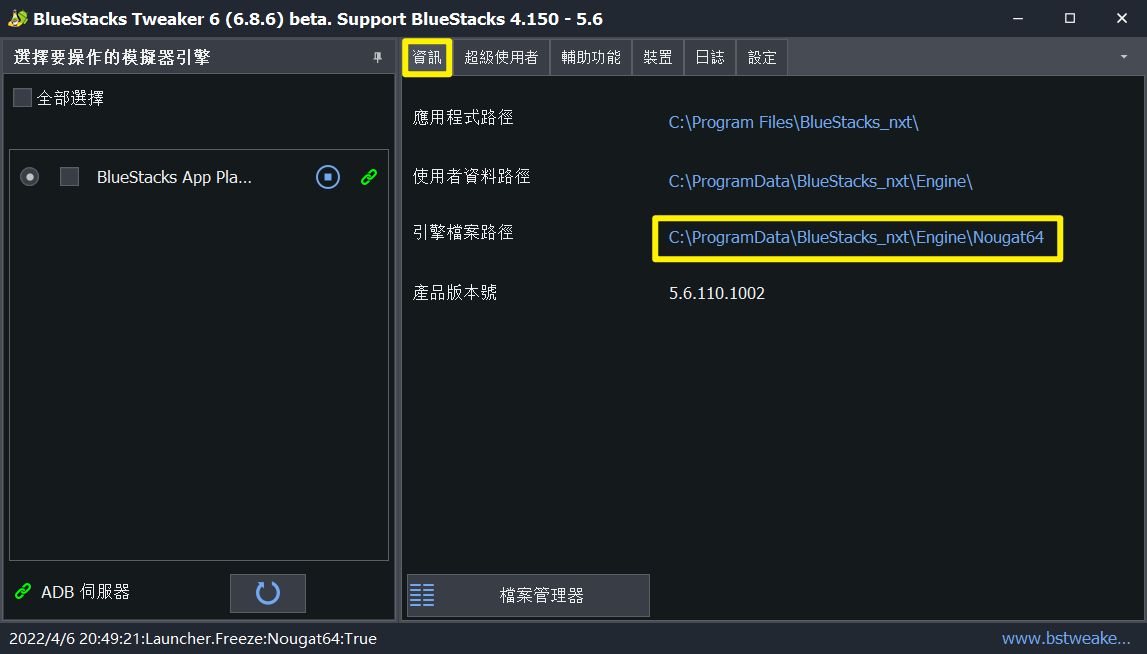 BlueStacks Tweaker 6 (6.8.6) beta. Support BlueStacks 4.150 - 5.6
選擇要操作的模擬器引擎
全部選擇
BlueStacks App Pla...
ADB 伺服器
資訊 超級使用者 輔助功能 裝置 日誌 設定
應用程式路徑 C:\Program Files\BlueStacks_nxt\
使用者資料路徑 C:\ProgramData\BlueStacks_nxt\Engine\
引擎檔案路徑 C:\ProgramData\BlueStacks_nxt\Engine\Nougat64
產品版本號 5.6.110.1002
檔案管理器
2022/4/6 20:49:21:Launcher.Freeze:Nougat64:True
www.bstweake...